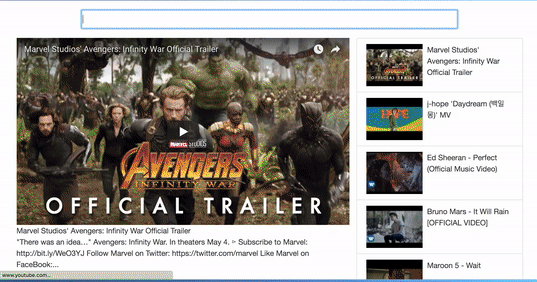 Marvel Studios' Avengers: Infinity War Official Trailer
MARVEL STUDIOS
AVENGERS
INFINITY WAR
OFFICIAL TRAILER
Marvel Studios' Avengers: Infinity War Official Trailer
"There was an idea…" Avengers: Infinity War. In theaters May 4. ► Subscribe to Marvel:
http://bit.ly/WeO3YJ Follow Marvel on Twitter: https://twitter.com/marvel Like Marvel on
FaceBook:...
www.youtube.com...
OFFICIAL TRAILER
Marvel Studios'
Avengers: Infinity War
Official Trailer
j-hope 'Daydream (백일
몽)' MV
Ed Sheeran - Perfect
(Official Music Video)
Bruno Mars - It Will Rain
[OFFICIAL VIDEO]
Maroon 5 - Wait